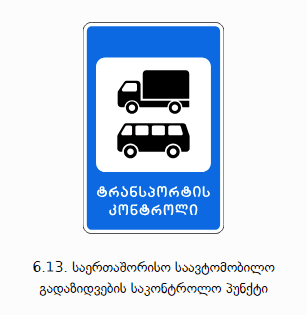 ტრანსპორტის
კონტროლი
6.13. საერთაშორისო საავტომობილო
გადაზიდვების საკონტროლო პუნქტი